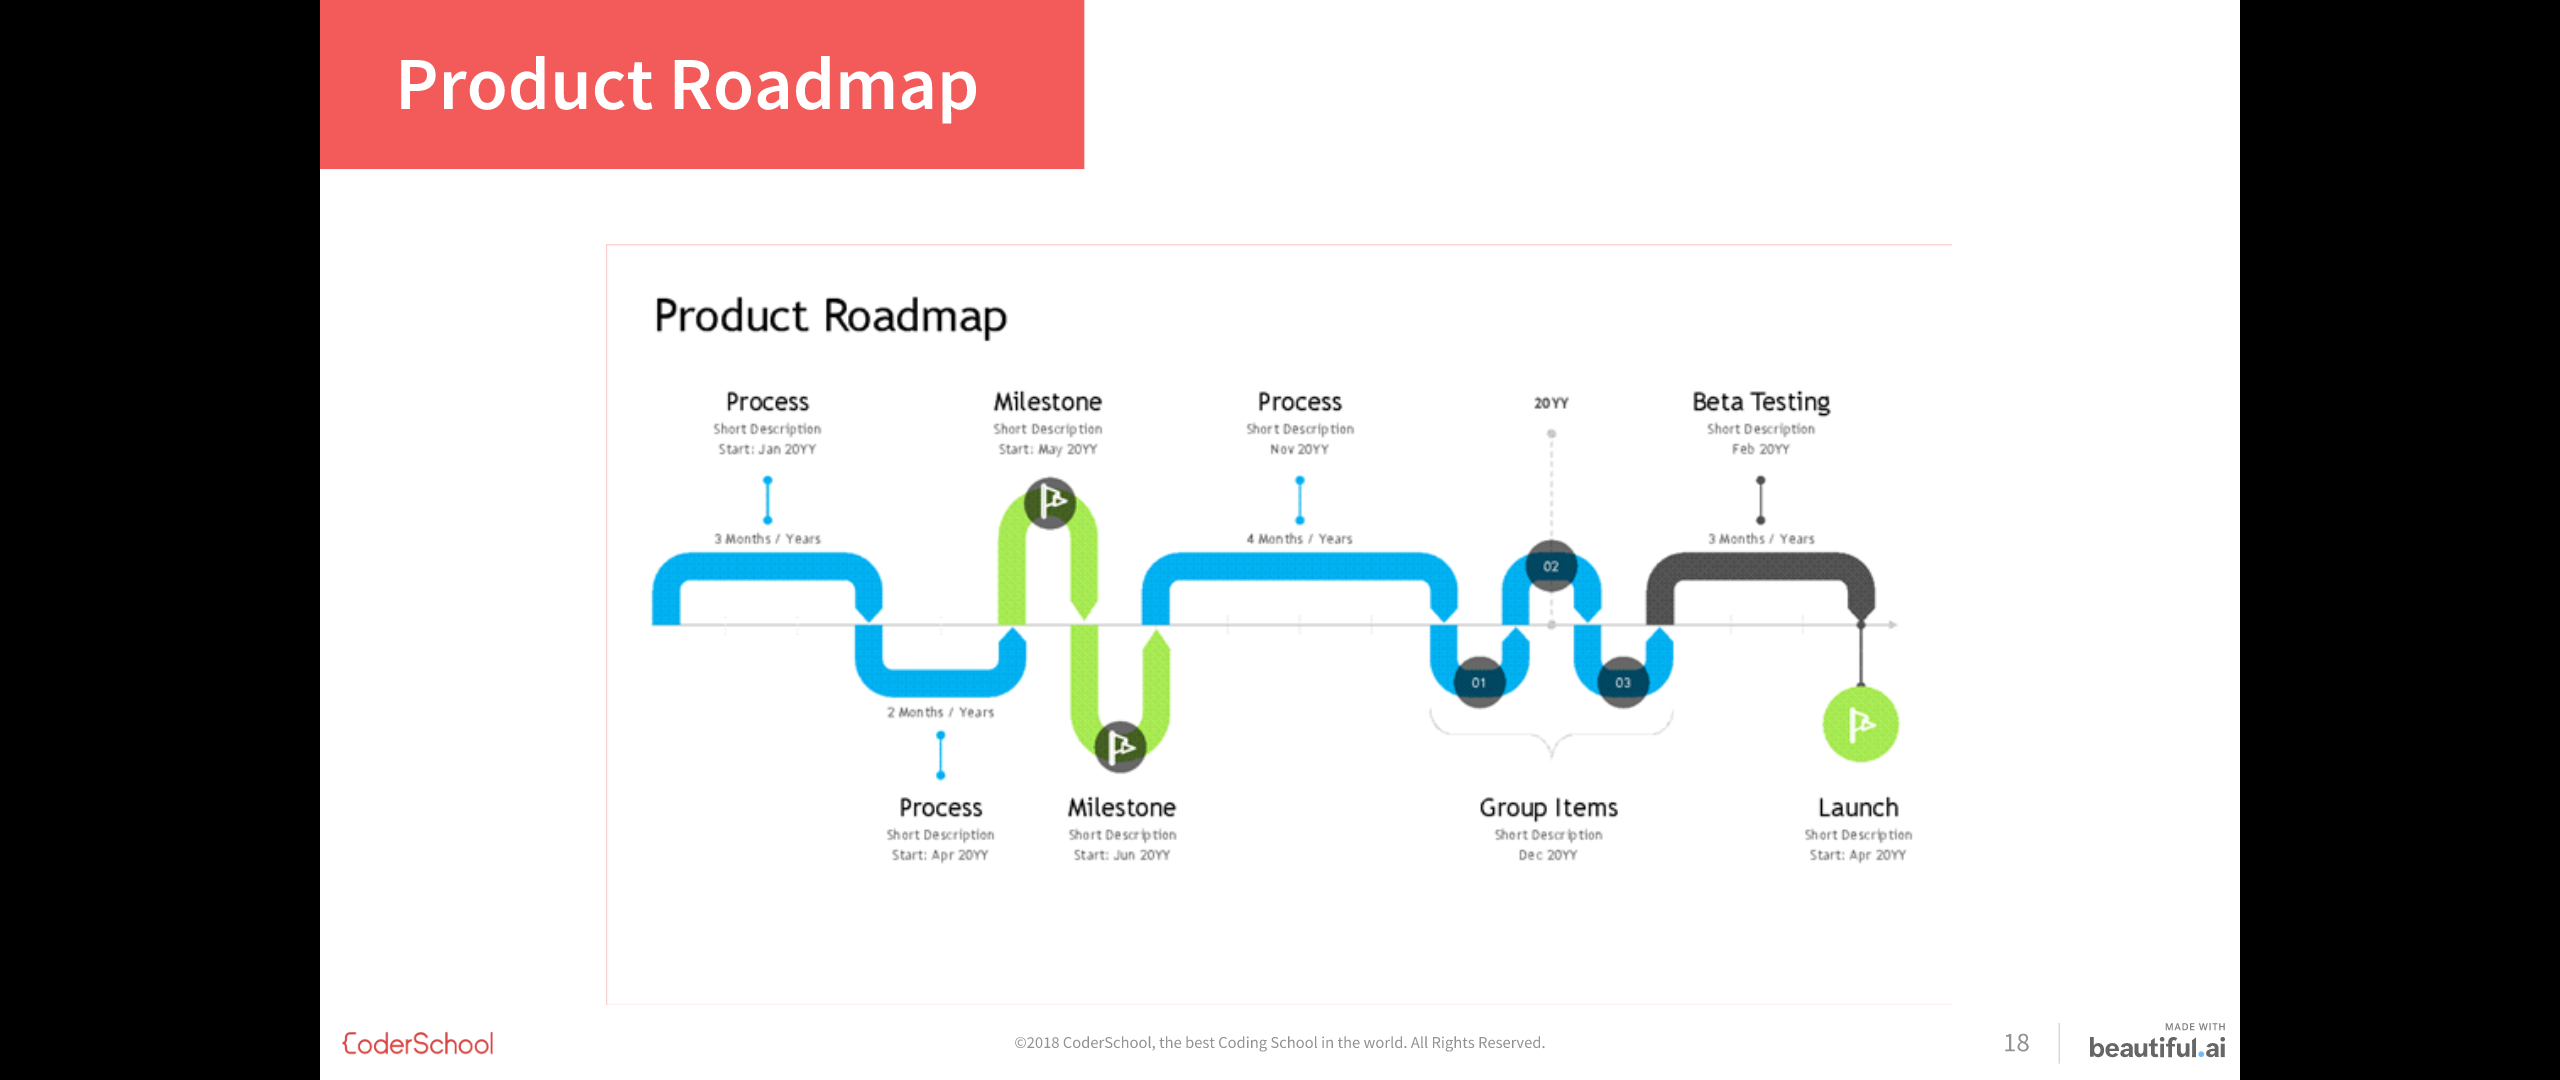 Product Roadmap
Product Roadmap
Process
Short Description
Start: Jan 20YY
3 Months / Years
Milestone
Short Description
Start: May 20YY
Process
Short Description
Nov 20YY
4 Months / Years
20YY
Beta Testing
Short Description
Feb 20YY
3 Months / Years
02
01
03
2 Months / Years
Process
Short Description
Start: Apr 20YY
Milestone
Short Description
Start: Jun 20YY
Group Items
Short Description
Dec 20YY
Launch
Short Description
Start: Apr 20YY
CoderSchool
©2018 CoderSchool, the best Coding School in the world. All Rights Reserved.
18
MADE WITH
beautiful.ai